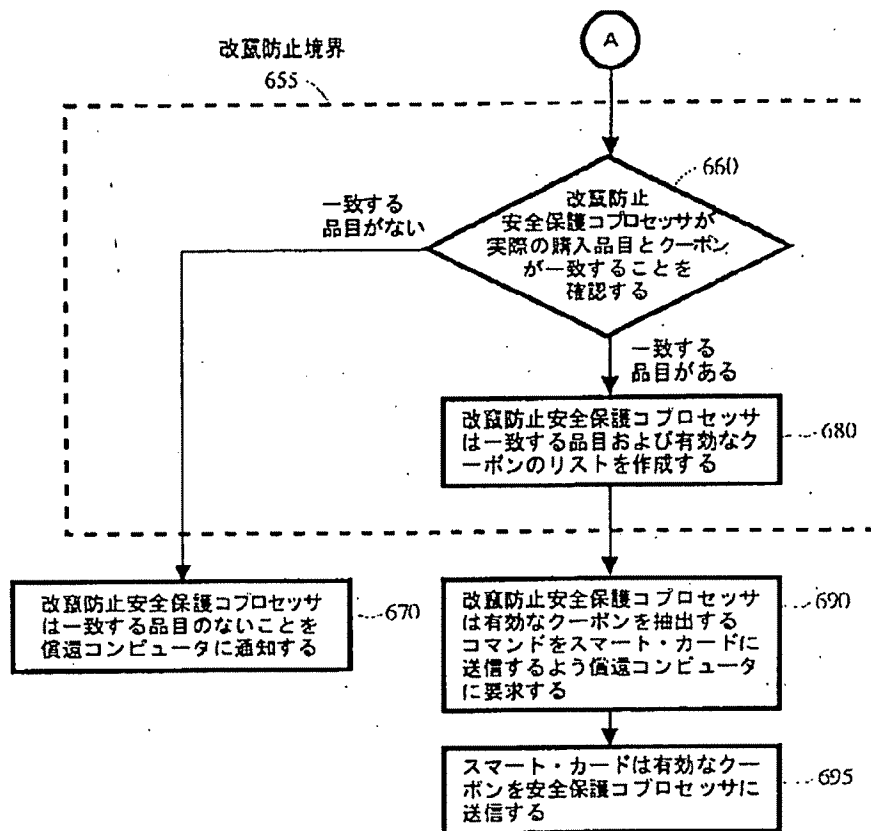 A
改竄防止境界
655
660
改竄防止
安全保護コプロセッサが
実際の購入品目とクーポン
が一致することを
確認する
一致する
品目がない
一致する
品目がある
改竄防止安全保護コプロセッサ
は一致する品目および有効なク
ーポンのリストを作成する
680
改竄防止安全保護コプロセッサ
は一致する品目のないことを
償還コンピュータに通知する
670
改竄防止安全保護コプロセッサ
は有効なクーポンを抽出する
コマンドをスマート・カードに
送信するよう償還コンピュータ
に要求する
690
スマート・カードは有効なクー
ポンを安全保護コプロセッサに
送信する
695